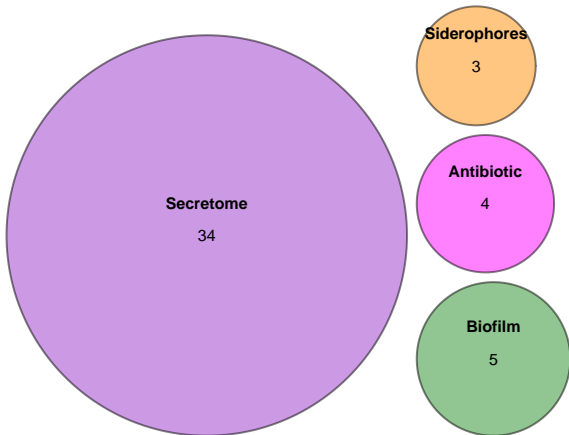 Siderophores
3
Antibiotic
4
Secretome
34
Biofilm
5